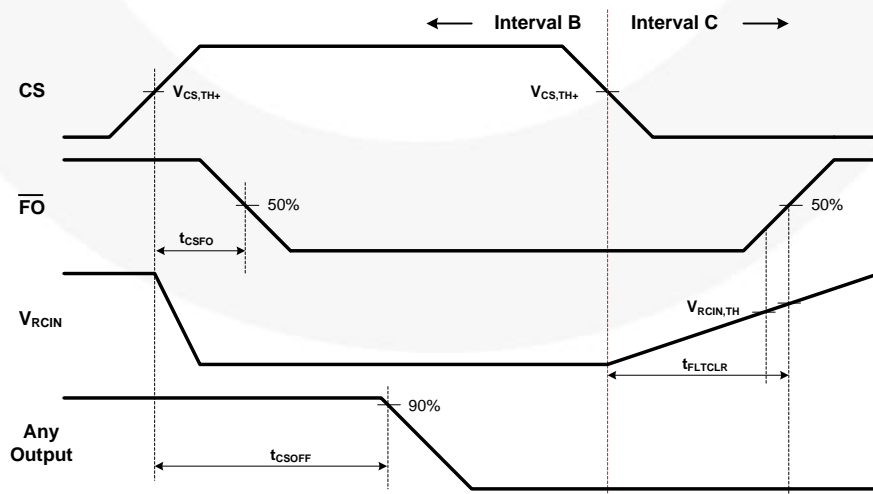 Interval B
Interval C
CS
VCS,TH+
VCS,TH+
FO
50%
50%
tCSFO
VRCIN
VRCIN,TH
tFLTCLR
Any
Output
90%
tCSOFF